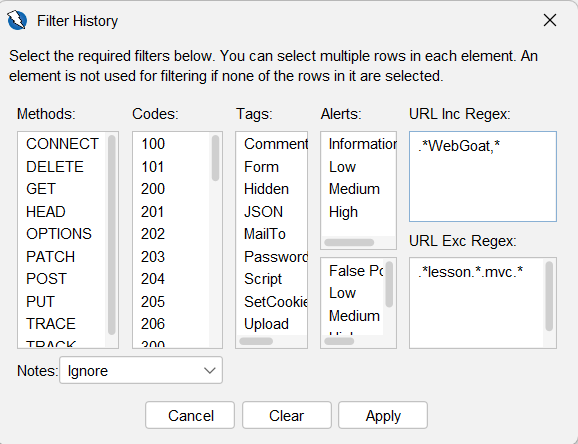 Filter History
Select the required filters below. You can select multiple rows in each element. An
element is not used for filtering if none of the rows in it are selected.
Methods:
CONNECT
DELETE
GET
HEAD
OPTIONS
PATCH
POST
PUT
TRACE
TRACK
Codes:
100
101
200
201
202
203
204
205
206
300
Tags:
Comment
Form
Hidden
JSON
MailTo
Password
Script
SetCookie
Upload
Alerts:
Information
Low
Medium
High
False Po
Low
Medium
High
URL Inc Regex:
.*WebGoat,*
URL Exc Regex:
.*lesson.*.mvc.*
Notes: Ignore
Cancel Clear Apply